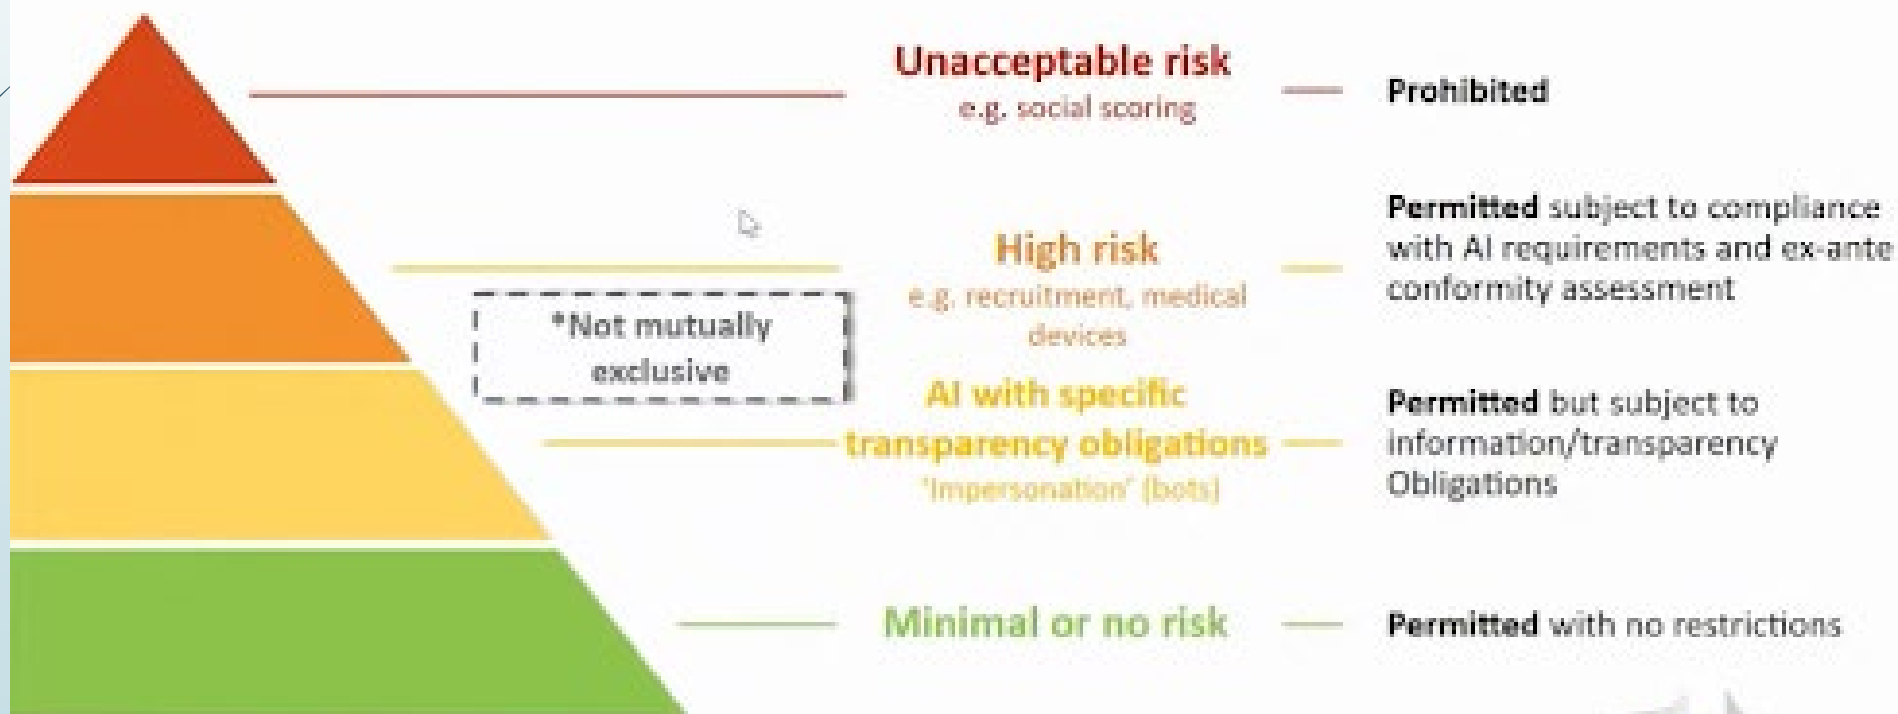 Unacceptable risk
e.g. social scoring
Prohibited
High risk
e.g. recruitment, medical
devices
Permitted subject to compliance
with AI requirements and ex-ante
conformity assessment
*Not mutually
exclusive
AI with specific
transparency obligations
'Impersonation' (bots)
Permitted but subject to
information/transparency
Obligations
Minimal or no risk
Permitted with no restrictions